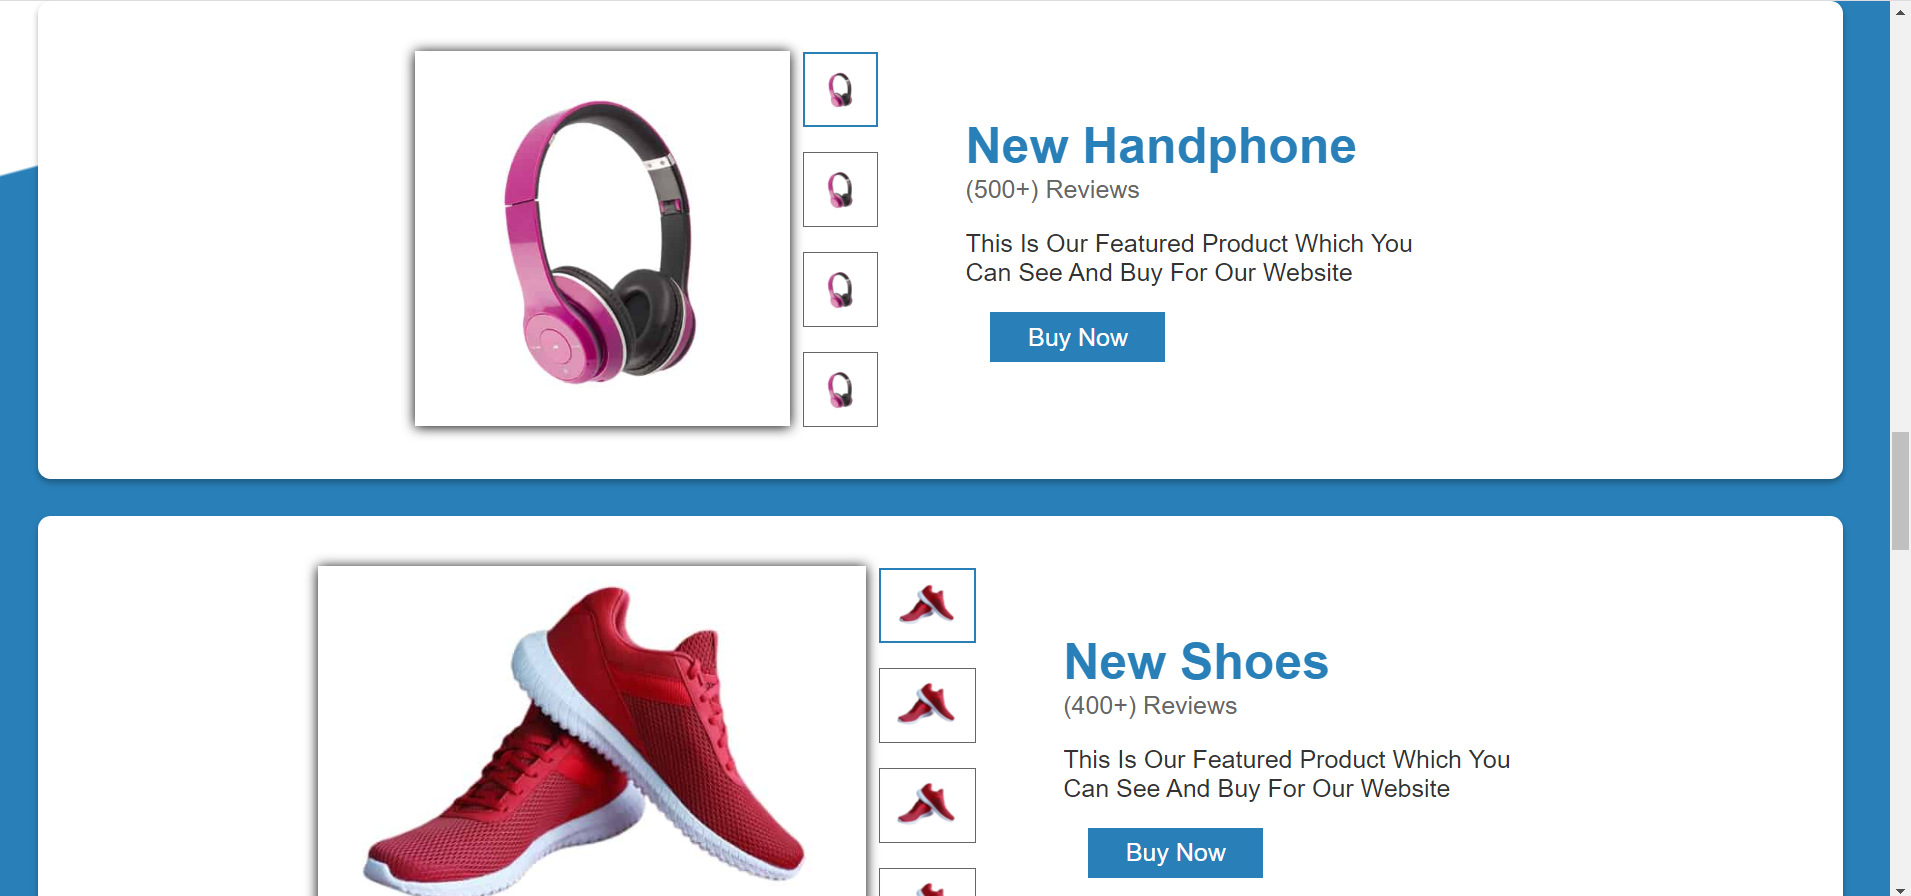 New Handphone
(500+) Reviews
This Is Our Featured Product Which You
Can See And Buy For Our Website
Buy Now
New Shoes
(400+) Reviews
This Is Our Featured Product Which You
Can See And Buy For Our Website
Buy Now